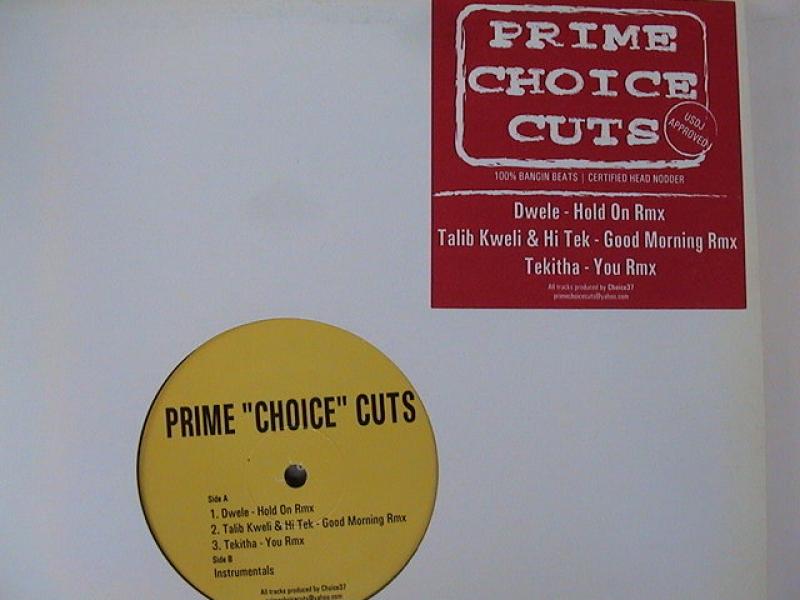 PRIME
CHOICE
CUTS
USDJ
APPROVED
100% BANGIN BEATS | CERTIFIED HEAD NODDER
Dwele - Hold On Rmx
Talib Kweli & Hi Tek - Good Morning Rmx
Tekitha - You Rmx
All tracks produced by Choice37
primechoicecuts@yahoo.com
PRIME "CHOICE" CUTS
Side A
1. Dwele - Hold On Rmx
2. Talib Kweli & Hi Tek - Good Morning Rmx
3. Tekitha - You Rmx
Side B
Instrumentals
All tracks produced by Choice37
primechoicecuts@yahoo.com